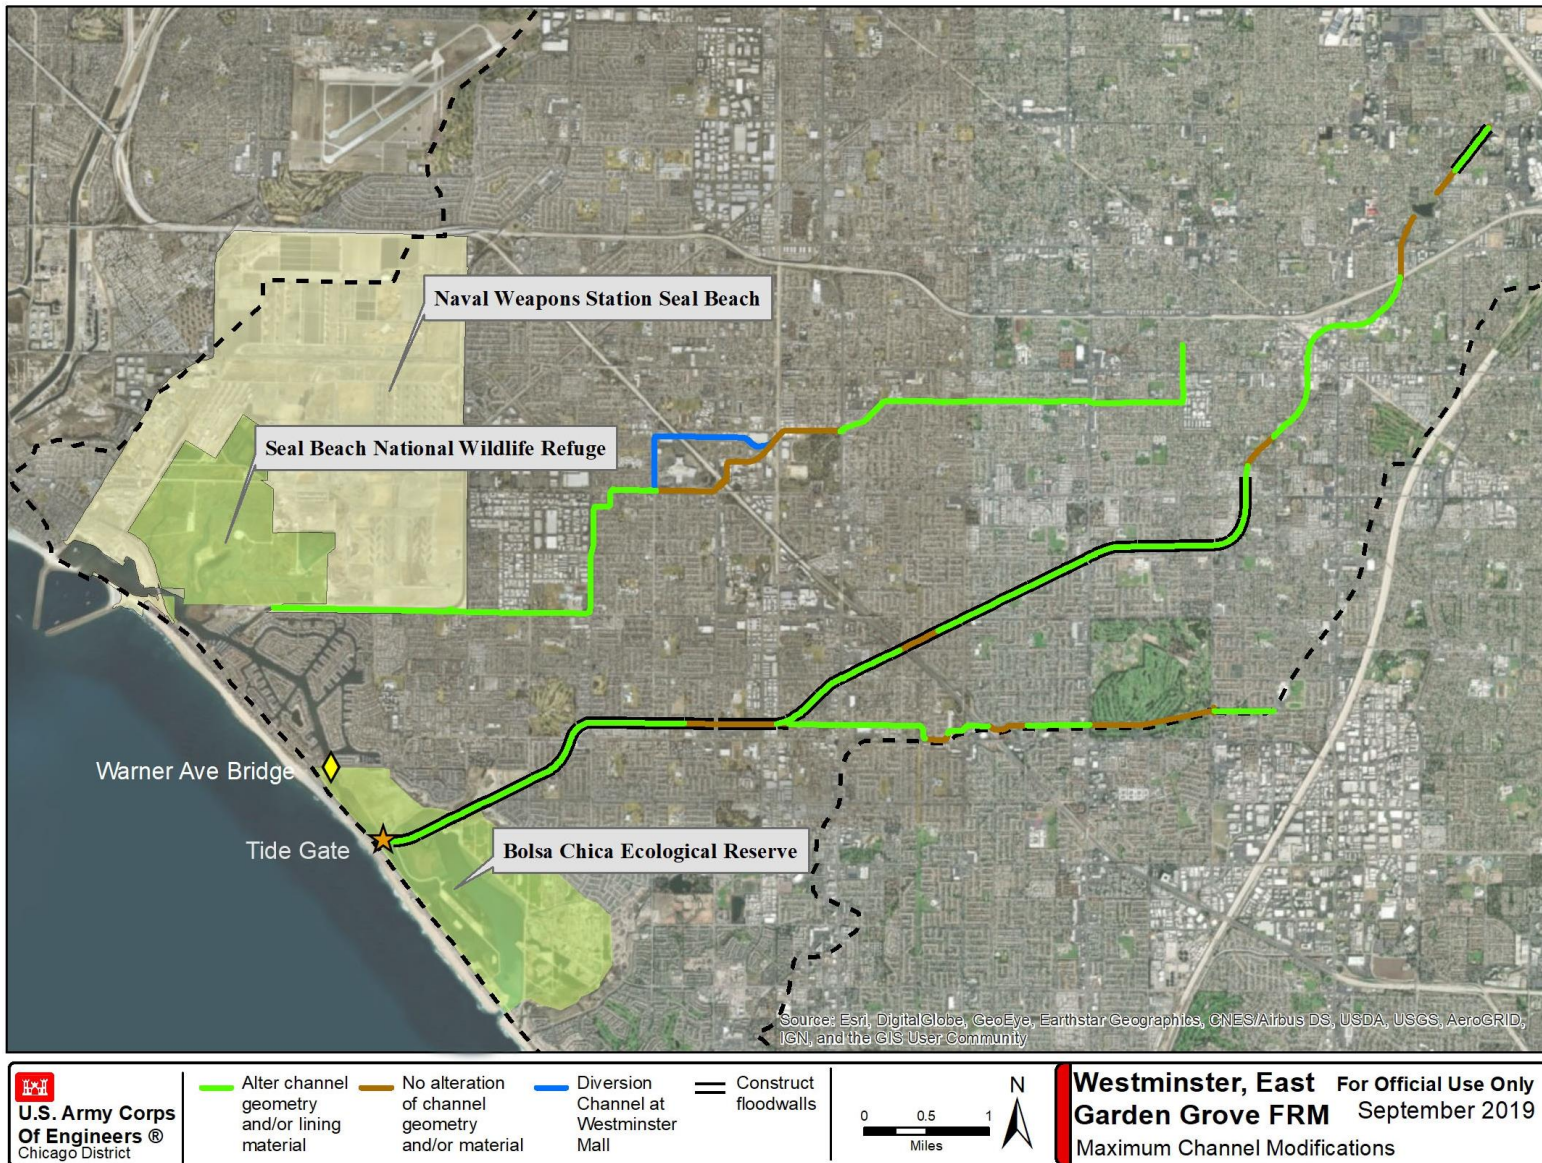 Naval Weapons Station Seal Beach
Seal Beach National Wildlife Refuge
Warner Ave Bridge
Tide Gate
Bolsa Chica Ecological Reserve
Source: Esri, DigitalGlobe, GeoEye, Earthstar Geographics, CNES/Airbus DS, USDA, USGS, AeroGRID,
IGN, and the GIS User Community
U.S. Army Corps
Of Engineers ®
Chicago District
Alter channel
geometry
and/or lining
material
No alteration
of channel
geometry
and/or material
Diversion
Channel at
Westminster
Mall
Construct
floodwalls
0 0.5 1
Miles
N
Westminster, East
Garden Grove FRM
Maximum Channel Modifications
For Official Use Only
September 2019